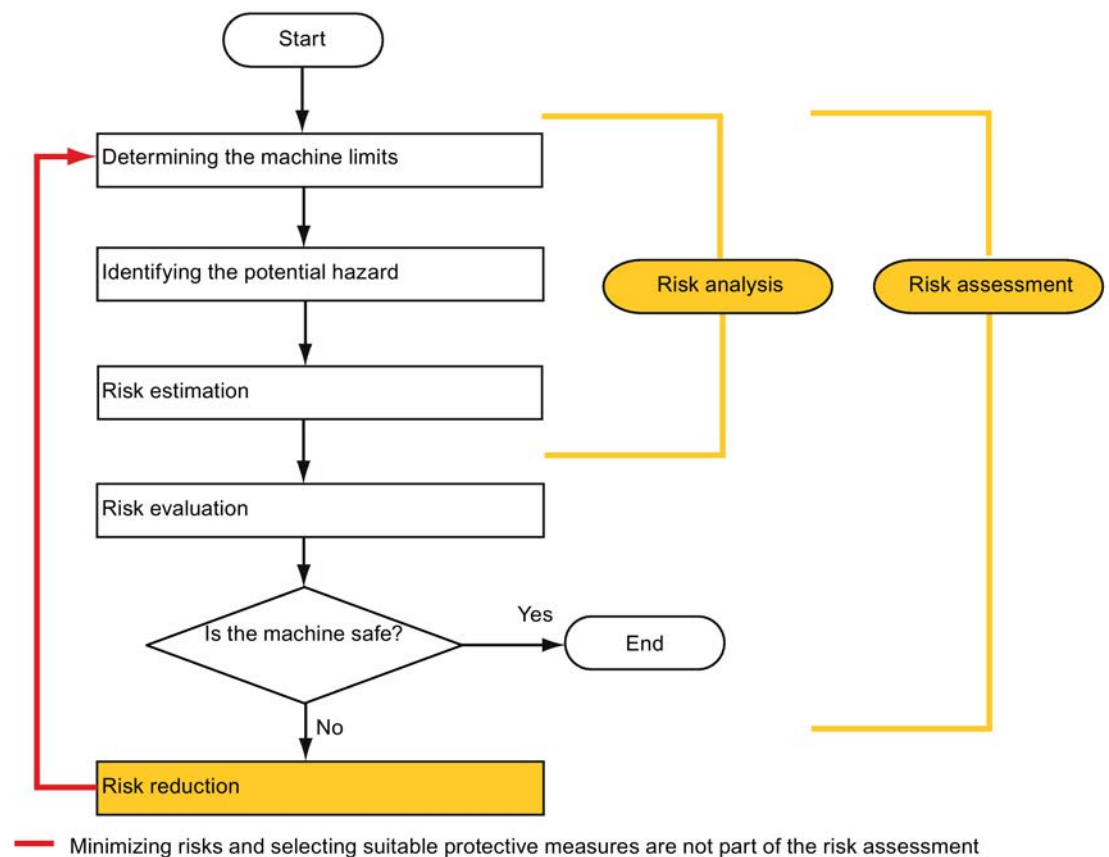 Start
Determining the machine limits
Identifying the potential hazard
Risk analysis
Risk assessment
Risk estimation
Risk evaluation
Is the machine safe?
Yes
End
No
Risk reduction
Minimizing risks and selecting suitable protective measures are not part of the risk assessment